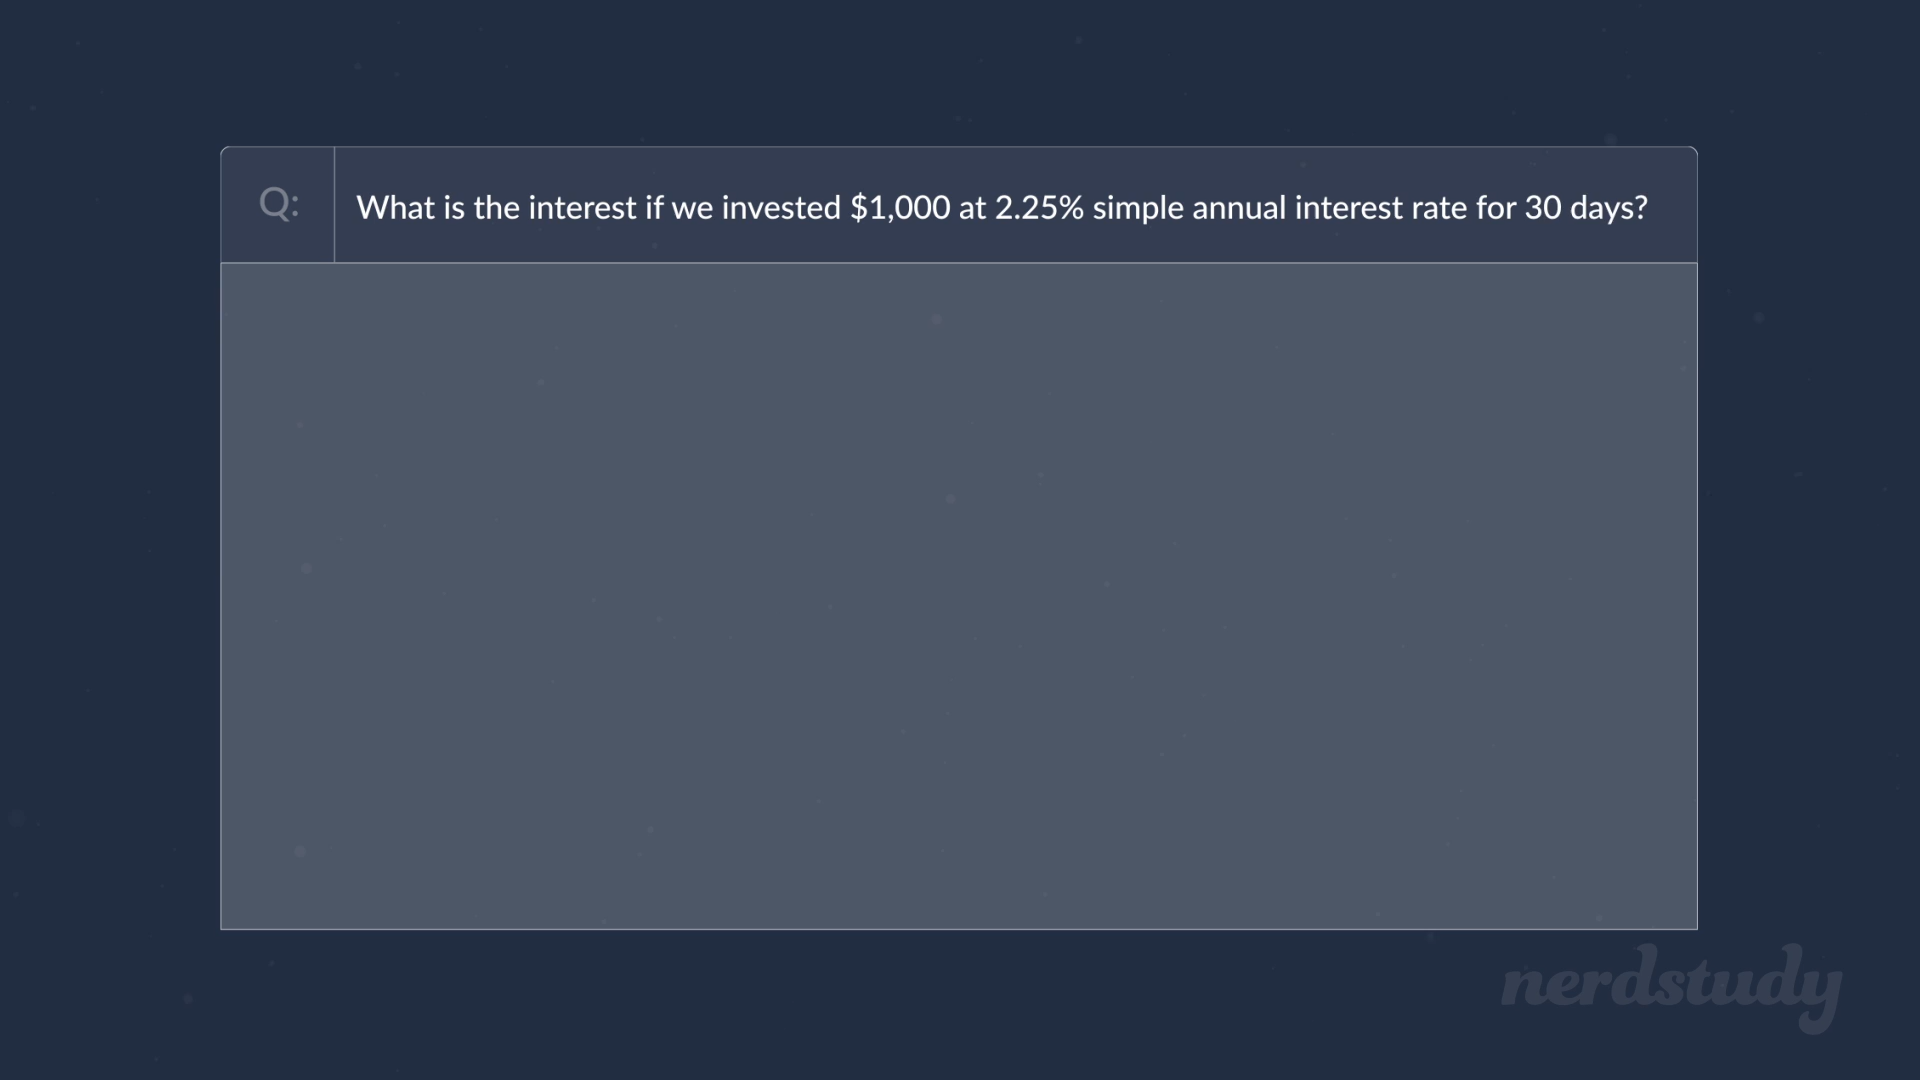 Q: What is the interest if we invested $1,000 at 2.25% simple annual interest rate for 30 days?
nerdstudy